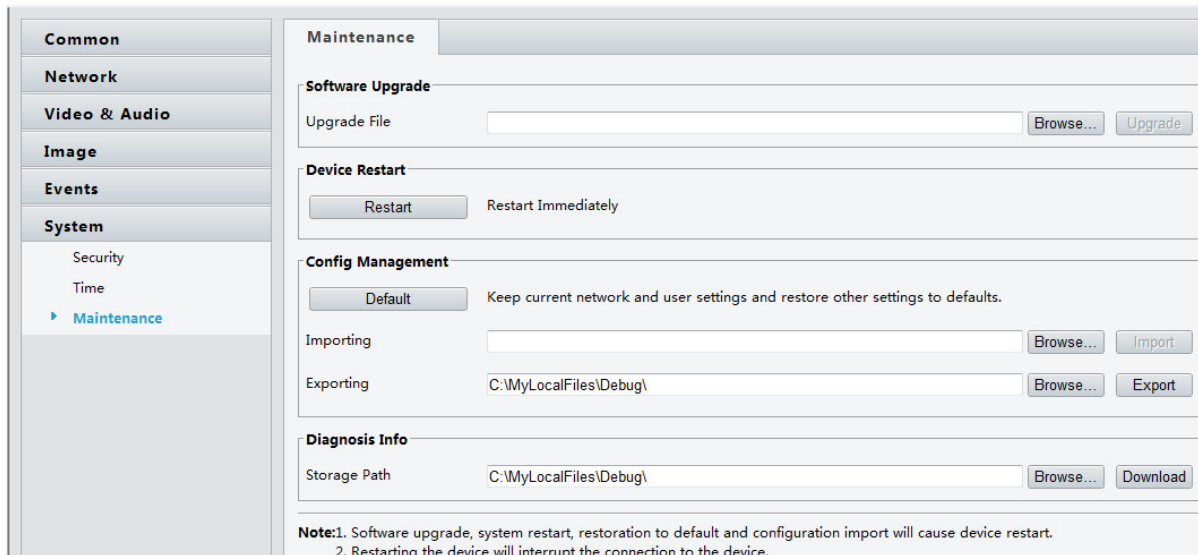 Common
Network
Video & Audio
Image
Events
System
Security
Time
Maintenance
Maintenance
Software Upgrade
Upgrade File Browse... Upgrade
Device Restart
Restart Restart Immediately
Config Management
Default Keep current network and user settings and restore other settings to defaults.
Importing Browse... Import
Exporting C:\MyLocalFiles\Debug\ Browse... Export
Diagnosis Info
Storage Path C:\MyLocalFiles\Debug\ Browse... Download
Note:1. Software upgrade, system restart, restoration to default and configuration import will cause device restart.
2. Restarting the device will interrupt the connection to the device.